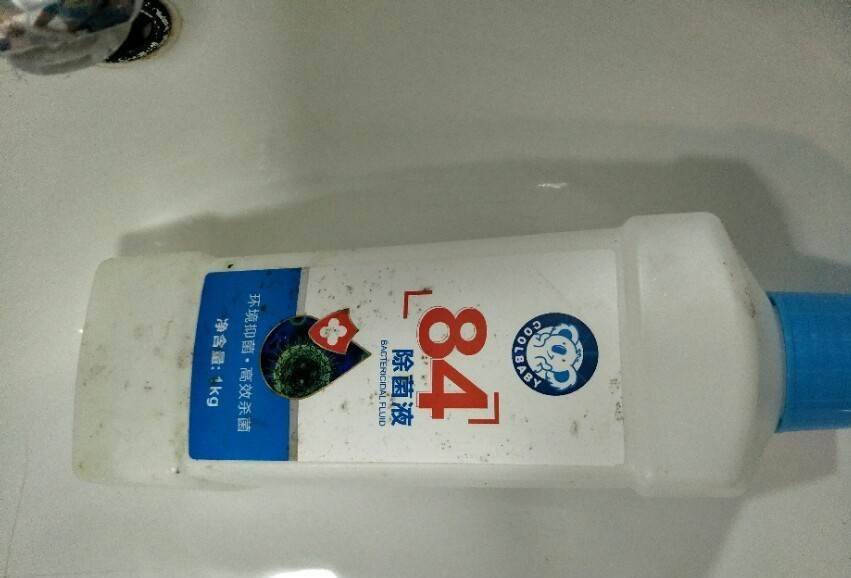 COOLBABY
84
除菌液
BACTERICIDAL FLUID
环境抑菌·高效杀菌
净含量:1kg